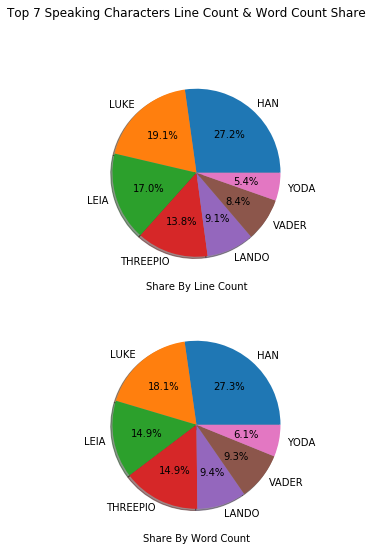 Top 7 Speaking Characters Line Count & Word Count Share
HAN
LUKE
27.2%
19.1%
LEIA
17.0%
5.4%
YODA
8.4%
13.8%
9.1%
VADER
THREEPIO
LANDO
Share By Line Count
HAN
LUKE
27.3%
18.1%
LEIA
14.9%
6.1%
YODA
9.3%
14.9%
9.4%
VADER
THREEPIO
LANDO
Share By Word Count